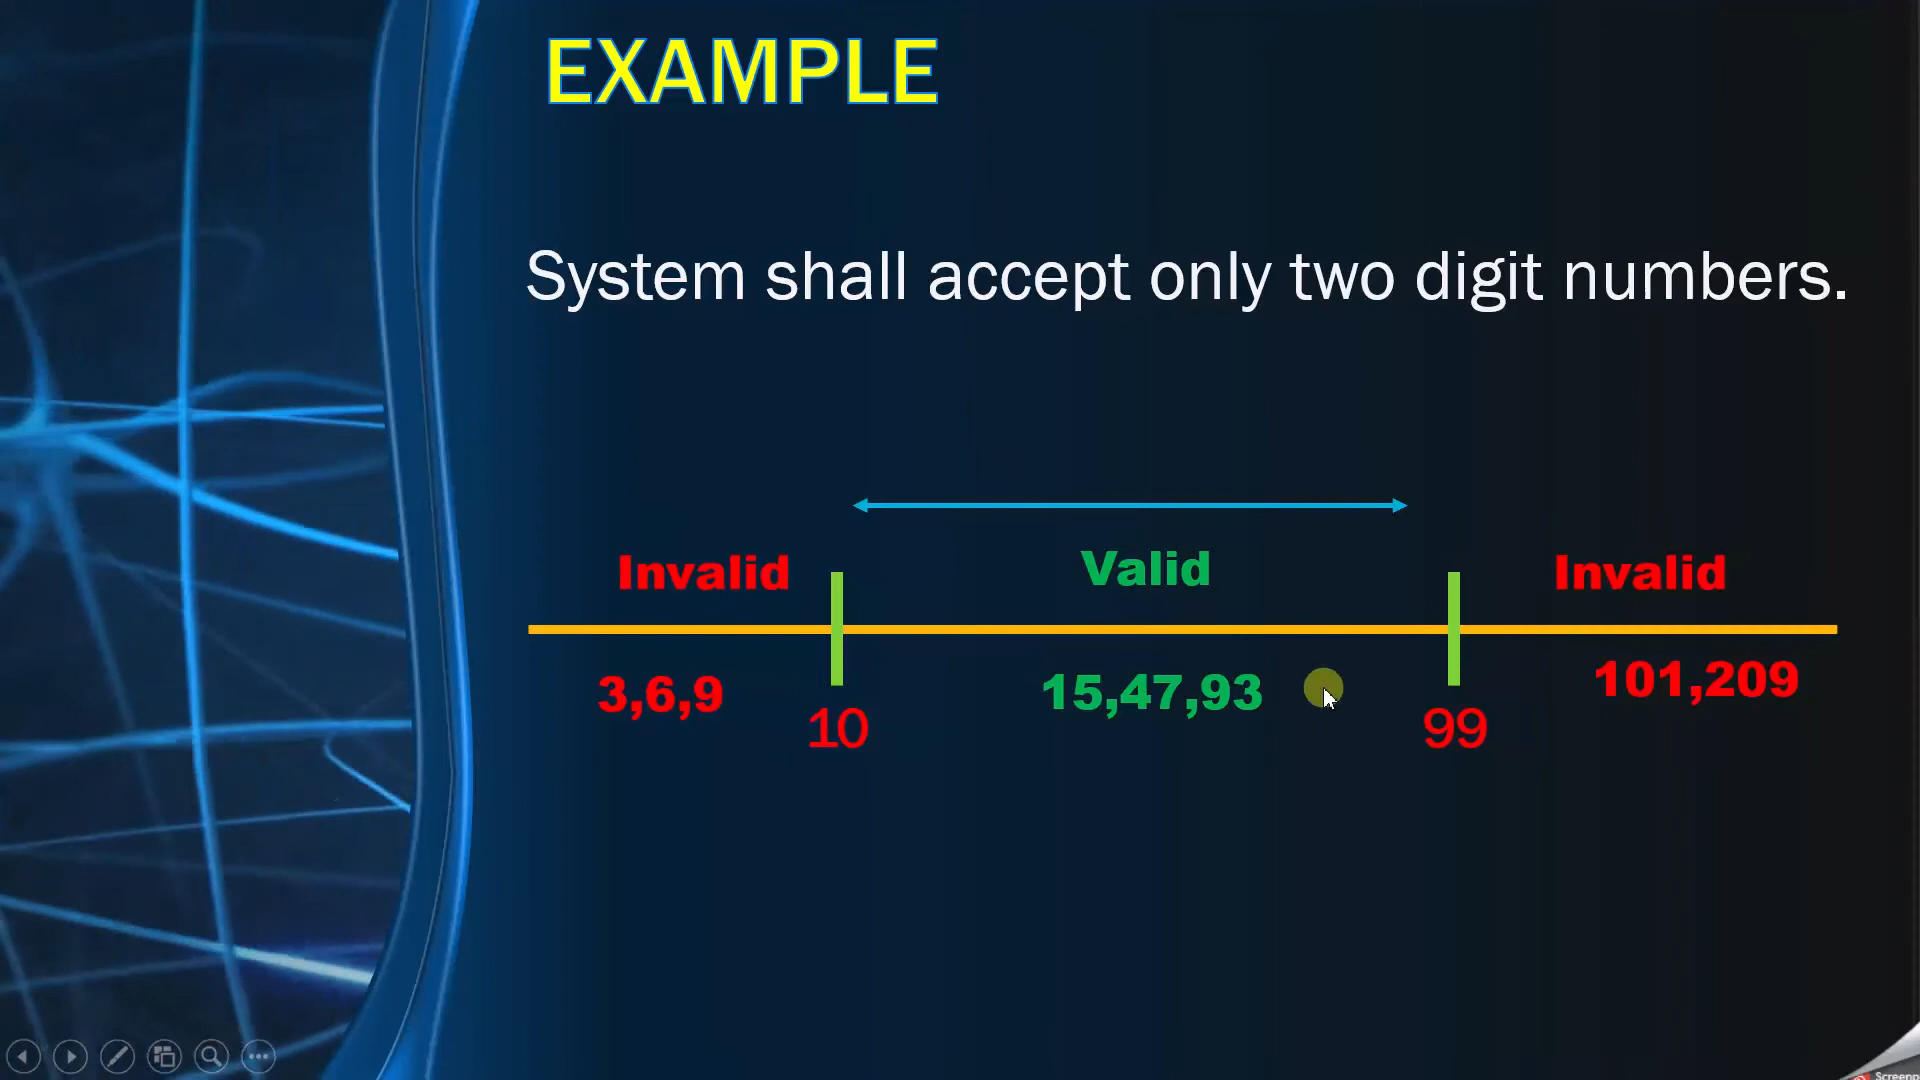 EXAMPLE
System shall accept only two digit numbers.
Invalid Valid Invalid
3,6,9 15,47,93 101,209
10 99